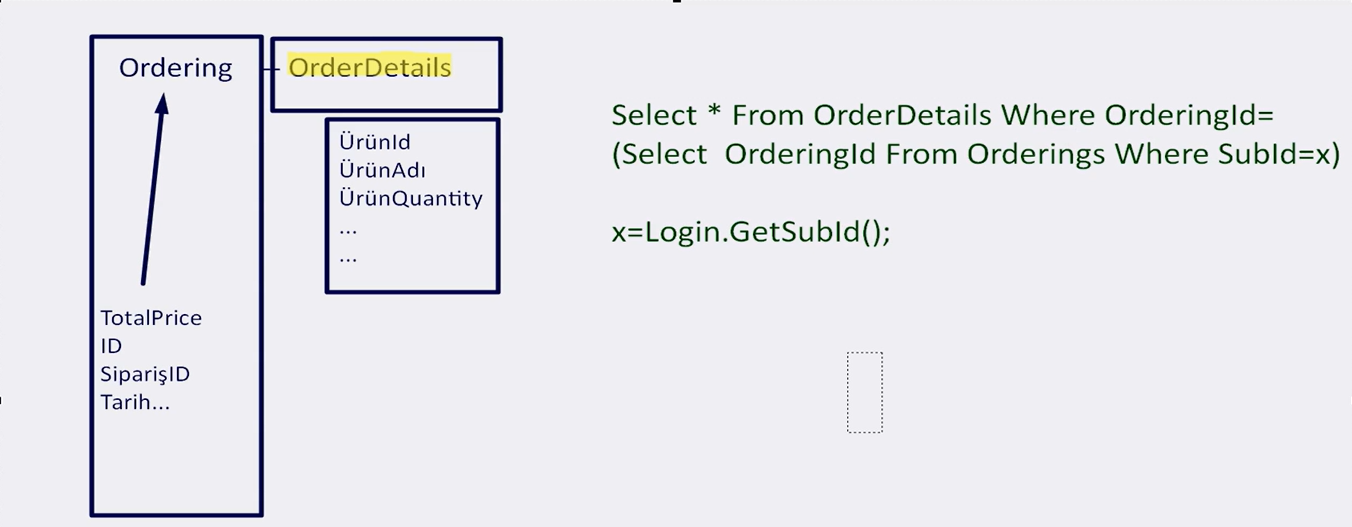 Ordering
OrderDetails
ÜrünId
ÜrünAdı
ÜrünQuantity
...
...
TotalPrice
ID
SiparişID
Tarih...
Select * From OrderDetails Where OrderingId=
(Select OrderingId From Orderings Where SubId=x)
x=Login.GetSubId();